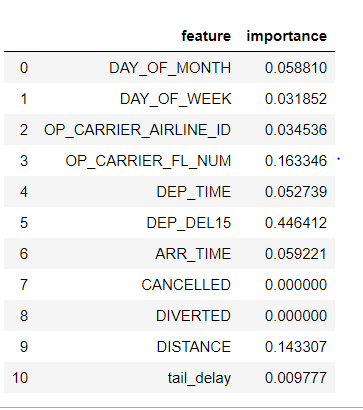 feature importance
0 DAY_OF_MONTH 0.058810
1 DAY_OF_WEEK 0.031852
2 OP_CARRIER_AIRLINE_ID 0.034536
3 OP_CARRIER_FL_NUM 0.163346
4 DEP_TIME 0.052739
5 DEP_DEL15 0.446412
6 ARR_TIME 0.059221
7 CANCELLED 0.000000
8 DIVERTED 0.000000
9 DISTANCE 0.143307
10 tail_delay 0.009777